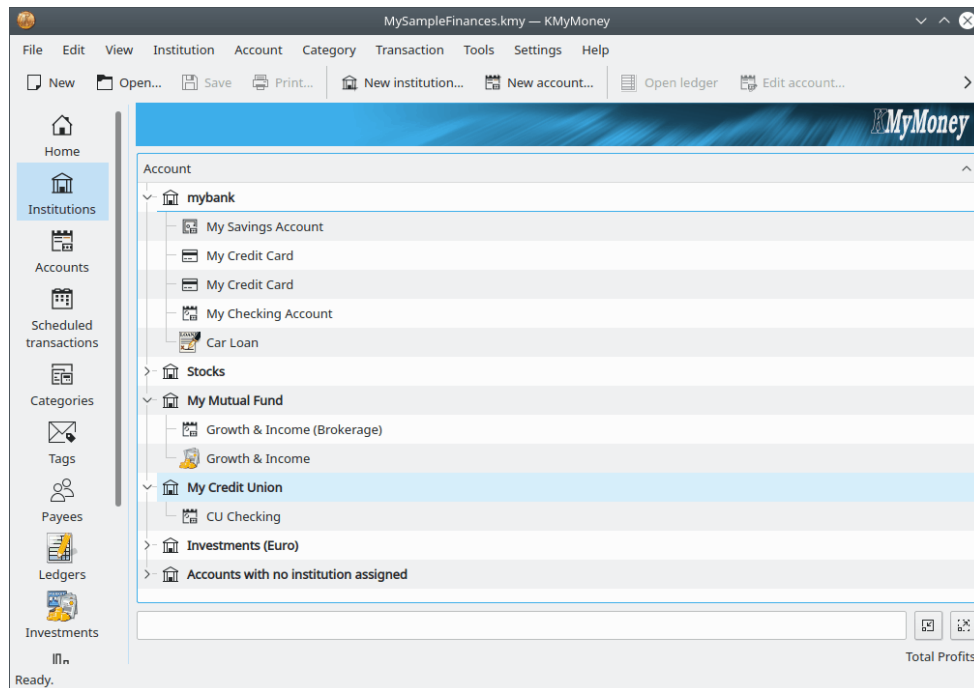 MySampleFinances.kmy — KMyMoney
File Edit View Institution Account Category Transaction Tools Settings Help
New Open... Save Print... New institution... New account... Open ledger Edit account...
KMyMoney
Home
Institutions
Accounts
Scheduled
transactions
Categories
Tags
Payees
Ledgers
Investments
Account
mybank
My Savings Account
My Credit Card
My Credit Card
My Checking Account
LOAN
Car Loan
Stocks
My Mutual Fund
Growth & Income (Brokerage)
Growth & Income
My Credit Union
CU Checking
Investments (Euro)
Accounts with no institution assigned
Total Profits
Ready.